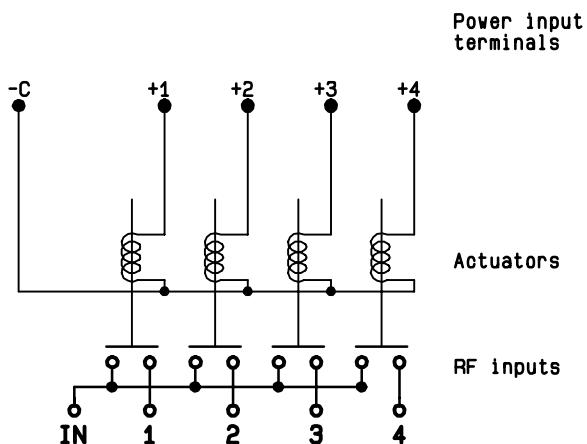 Power input
terminals
-C +1 +2 +3 +4
Actuators
RF inputs
IN 1 2 3 4